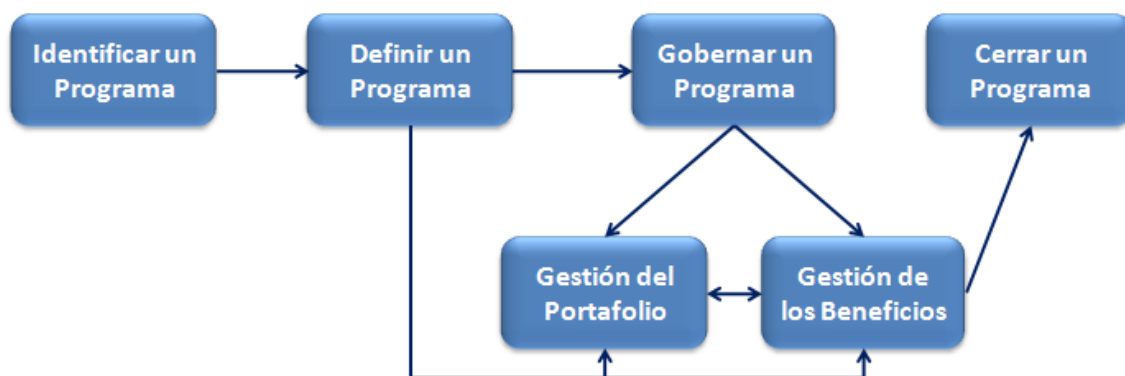 Identificar un
Programa
Definir un
Programa
Gobernar un
Programa
Cerrar un
Programa
Gestión del
Portafolio
Gestión de
los Beneficios